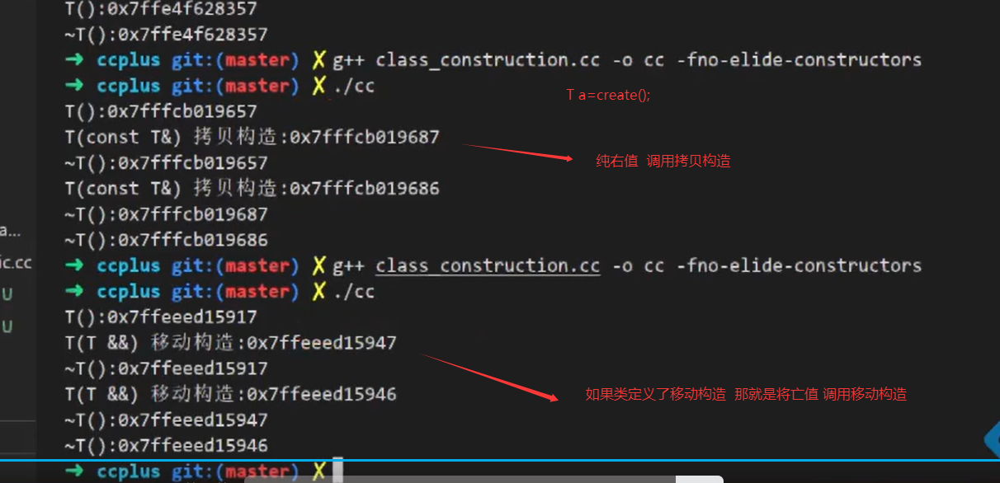 T():0x7ffe4f628357
~T():0x7ffe4f628357
➜ ccplus git:(master) ✗ g++ class_construction.cc -o cc -fno-elide-constructors
➜ ccplus git:(master) ✗ ./cc
T a=create();
T():0x7fffcb019657
T(const T&) 拷贝构造:0x7fffcb019687
纯右值 调用拷贝构造
~T():0x7fffcb019657
T(const T&) 拷贝构造:0x7fffcb019686
~T():0x7fffcb019687
a...
~T():0x7fffcb019686
ic.cc
➜ ccplus git:(master) ✗ g++ class_construction.cc -o cc -fno-elide-constructors
U
➜ ccplus git:(master) ✗ ./cc
T():0x7ffeeed15917
U
T(T &&) 移动构造:0x7ffeeed15947
~T():0x7ffeeed15917
T(T &&) 移动构造:0x7ffeeed15946
如果类定义了移动构造 那就是将亡值 调用移动构造
~T():0x7ffeeed15947
~T():0x7ffeeed15946
➜ ccplus git:(master) ✗